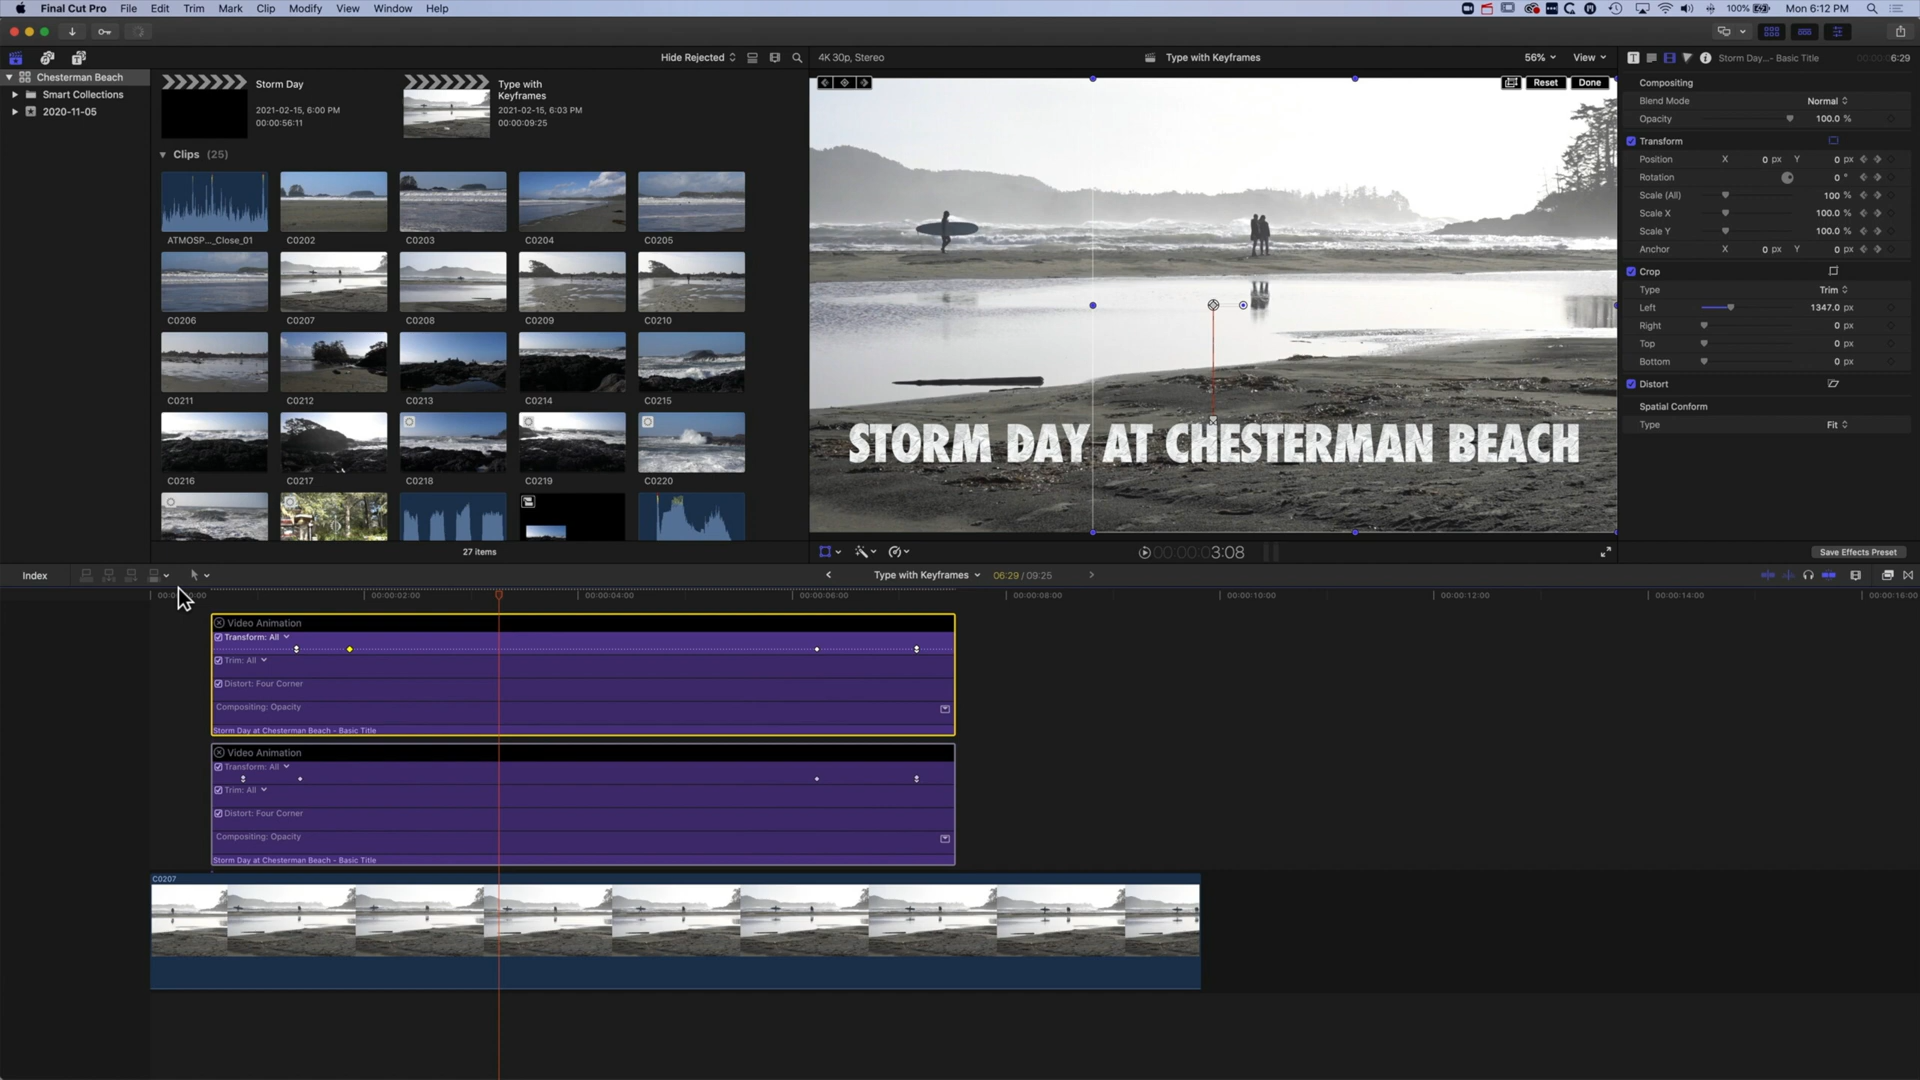 Final Cut Pro File Edit Trim Mark Clip Modify View Window Help
100% Mon 6:12 PM
Hide Rejected
4K 30p, Stereo Type with Keyframes 56% View
Storm Day...- Basic Title 6:29
Chesterman Beach
Smart Collections
2020-11-05
Storm Day
2021-02-15, 6:00 PM
00:00:56:11
Type with
Keyframes
2021-02-15, 6:03 PM
00:00:09:25
Clips (25)
ATMOSP..._Close_01 C0202 C0203 C0204 C0205
C0206 C0207 C0208 C0209 C0210
C0211 C0212 C0213 C0214 C0215
C0216 C0217 C0218 C0219 C0220
27 items
Reset Done
STORM DAY AT CHESTERMAN BEACH
00:00:03:08
Compositing
Blend Mode Normal
Opacity 100.0 %
Transform
Position X 0 px Y 0 px
Rotation 0 °
Scale (All) 100 %
Scale X 100.0 %
Scale Y 100.0 %
Anchor X 0 px Y 0 px
Crop
Type Trim
Left 1347.0 px
Right 0 px
Top 0 px
Bottom 0 px
Distort
Spatial Conform
Type Fit
Save Effects Preset
Index Type with Keyframes 06:29 / 09:25
00:00:02:00 00:00:04:00 00:00:06:00 00:00:08:00 00:00:10:00 00:00:12:00 00:00:14:00 00:00:16:00
Video Animation
Transform: All
Trim: All
Distort: Four Corner
Compositing: Opacity
Storm Day at Chesterman Beach - Basic Title
Video Animation
Transform: All
Trim: All
Distort: Four Corner
Compositing: Opacity
Storm Day at Chesterman Beach - Basic Title
C0207